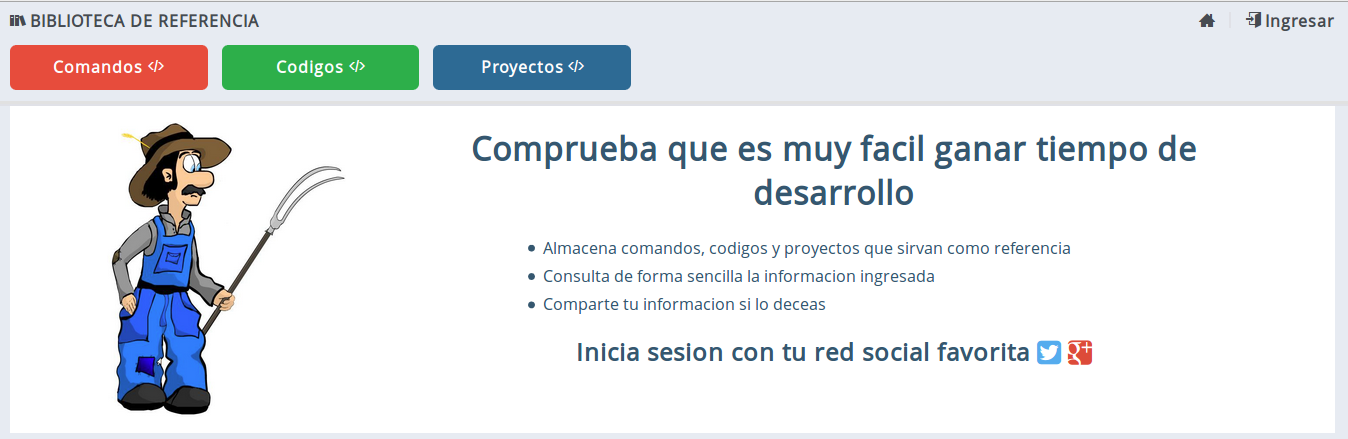 BIBLIOTECA DE REFERENCIA
Ingresar
Comandos </>
Codigos </>
Proyectos </>
Comprueba que es muy facil ganar tiempo de
desarrollo
Almacena comandos, codigos y proyectos que sirvan como referencia
Consulta de forma sencilla la informacion ingresada
Comparte tu informacion si lo deceas
Inicia sesion con tu red social favorita